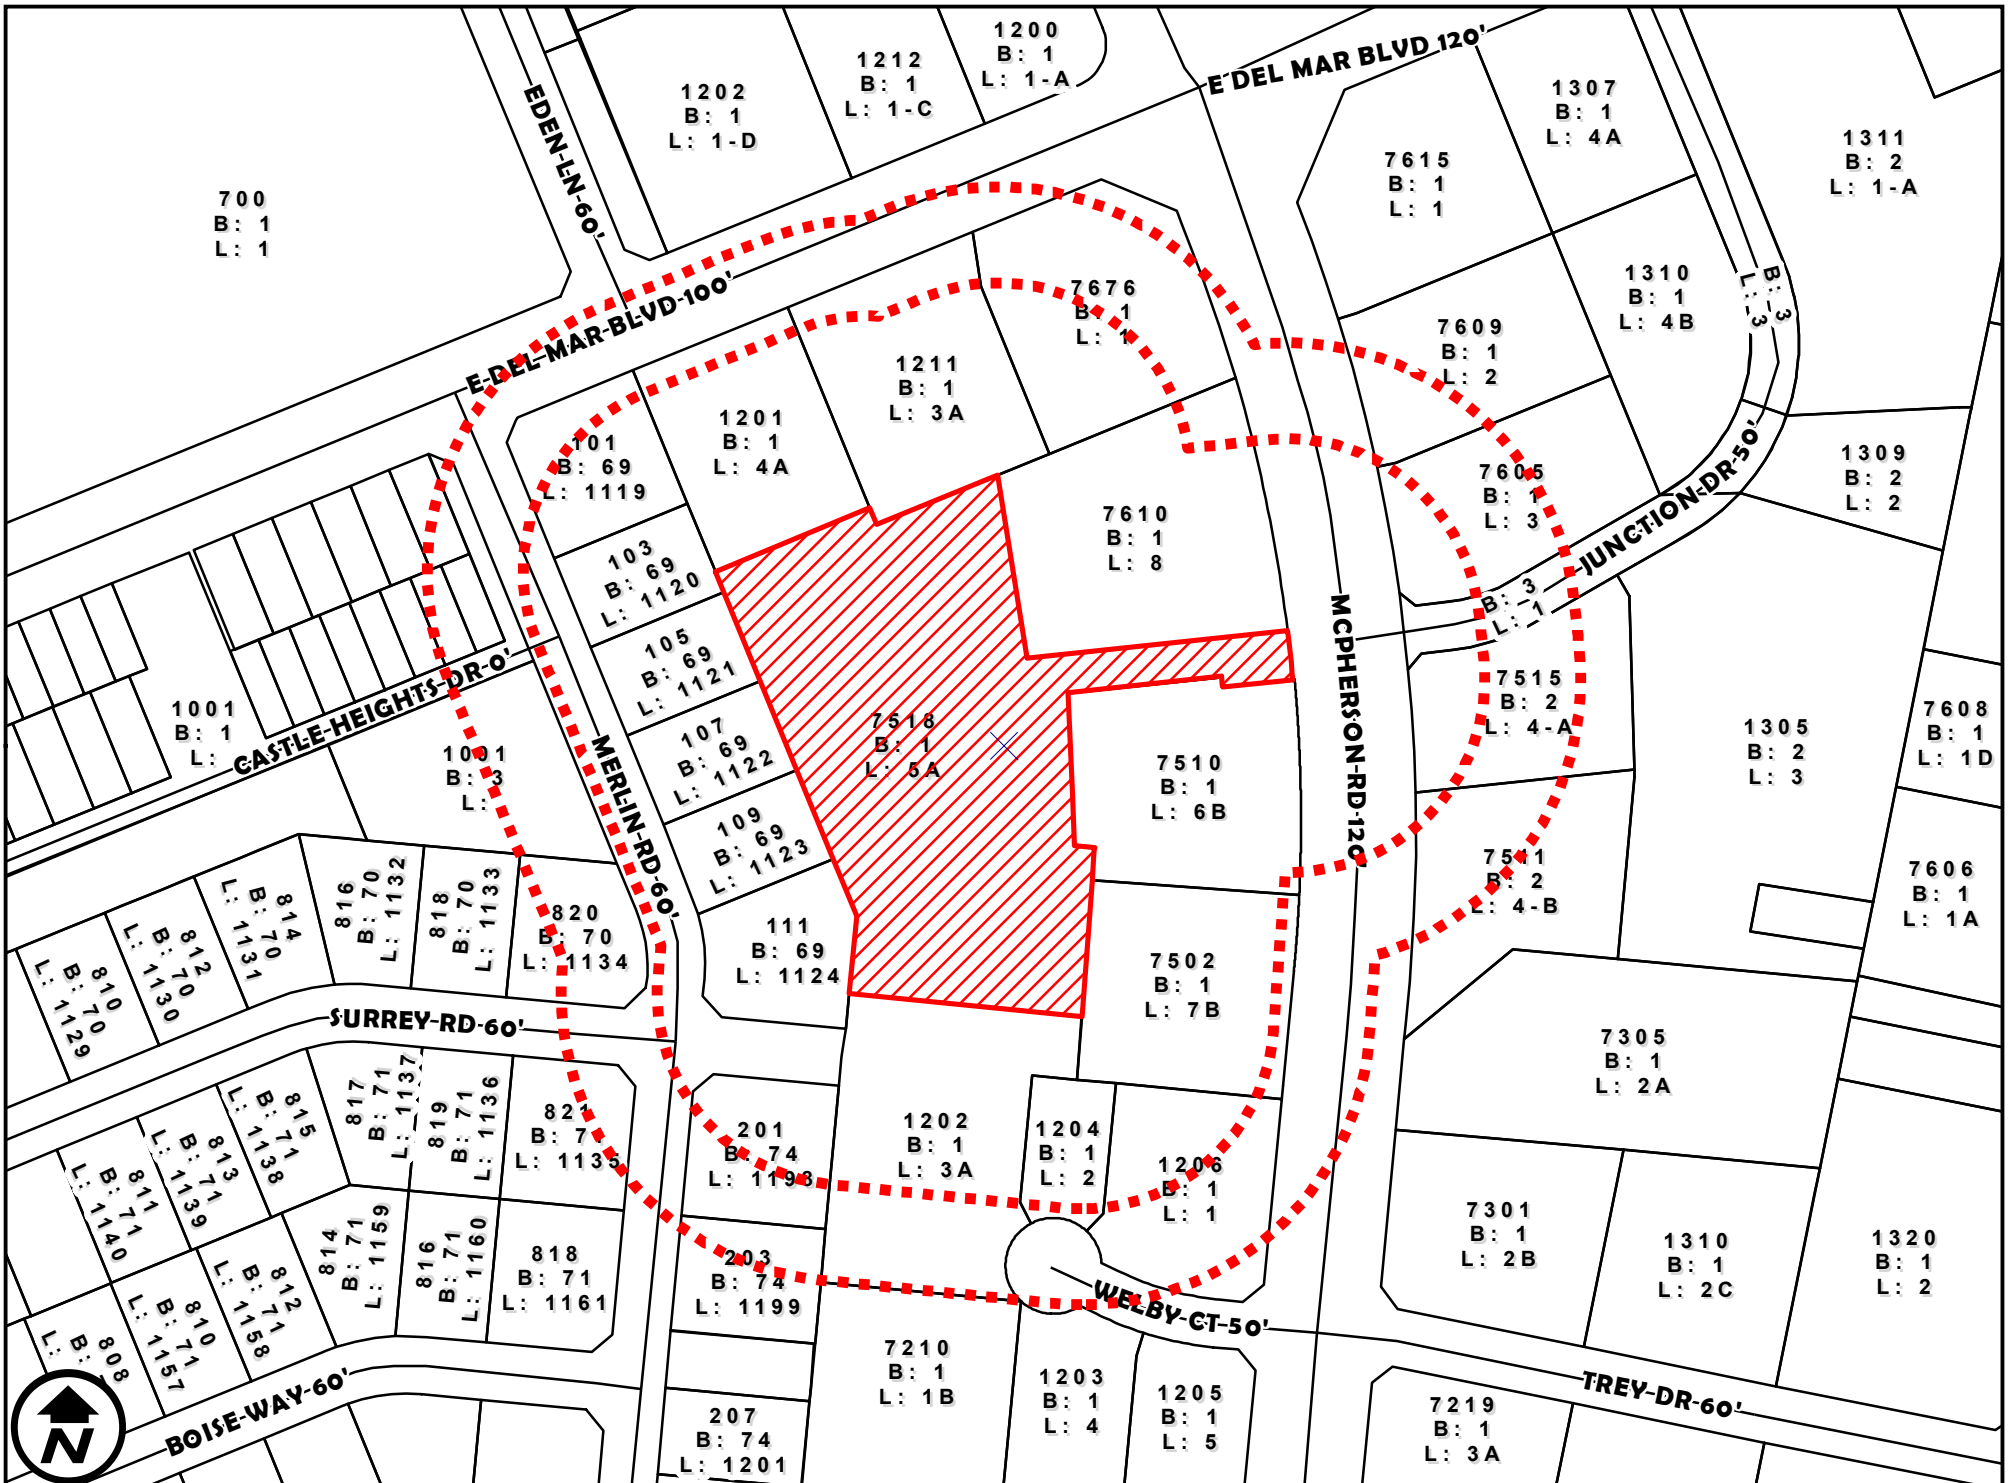 1200
B: 1
L: 1-A
1212
B: 1
L: 1-C
1202
B: 1
L: 1-D
E DEL MAR BLVD 120'
1307
B: 1
L: 4A
1311
B: 2
L: 1-A
7615
B: 1
L: 1
EDEN-LN-60'
700
B: 1
L: 1
1310
B: 1
L: 4B
B: 3
L: 3
7676
B: 1
L: 1
E-DEL-MAR-BLVD-100'
7609
B: 1
L: 2
1211
B: 1
L: 3A
1201
B: 1
L: 4A
101
B: 69
L: 1119
7605
B: 1
L: 3
1309
B: 2
L: 2
JUNCTION-DR-50'
7610
B: 1
L: 8
103
B: 69
L: 1120
B: 3
L: 1
105
B: 69
L: 1121
MCPHERSON-RD-120'
7515
B: 2
L: 4-A
1001
B: 1
L:
CASTLE-HEIGHTS-DR-0'
7518
B: 1
L: 5A
107
B: 69
L: 1122
1305
B: 2
L: 3
7608
B: 1
L: 1D
1001
B: 3
L:
MERLIN-RD-60'
7510
B: 1
L: 6B
109
B: 69
L: 1123
7511
B: 2
L: 4-B
7606
B: 1
L: 1A
816
B: 70
L: 1132
818
B: 70
L: 1133
820
B: 70
L: 1134
814
B: 70
L: 1131
812
B: 70
L: 1130
810
B: 70
L: 1129
111
B: 69
L: 1124
7502
B: 1
L: 7B
SURREY-RD-60'
7305
B: 1
L: 2A
817
B: 71
L: 1137
819
B: 71
L: 1136
821
B: 71
L: 1135
815
B: 71
L: 1138
813
B: 71
L: 1139
811
B: 71
L: 1140
201
B: 74
L: 1198
1202
B: 1
L: 3A
1204
B: 1
L: 2
1206
B: 1
L: 1
7301
B: 1
L: 2B
1310
B: 1
L: 2C
1320
B: 1
L: 2
814
B: 71
L: 1159
816
B: 71
L: 1160
818
B: 71
L: 1161
203
B: 74
L: 1199
812
B: 71
L: 1158
810
B: 71
L: 1157
808
B:
L:
WELBY-CT-50'
7210
B: 1
L: 1B
1203
B: 1
L: 4
1205
B: 1
L: 5
TREY-DR-60'
7219
B: 1
L: 3A
BOISE-WAY-60'
207
B: 74
L: 1201
N